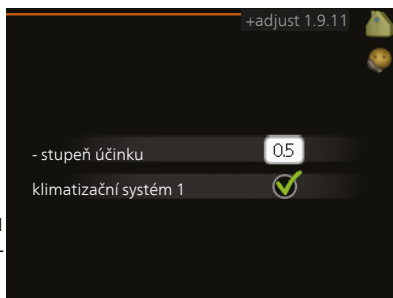 +adjust 1.9.11
- stupeň účinku 0.5
klimatizační systém 1